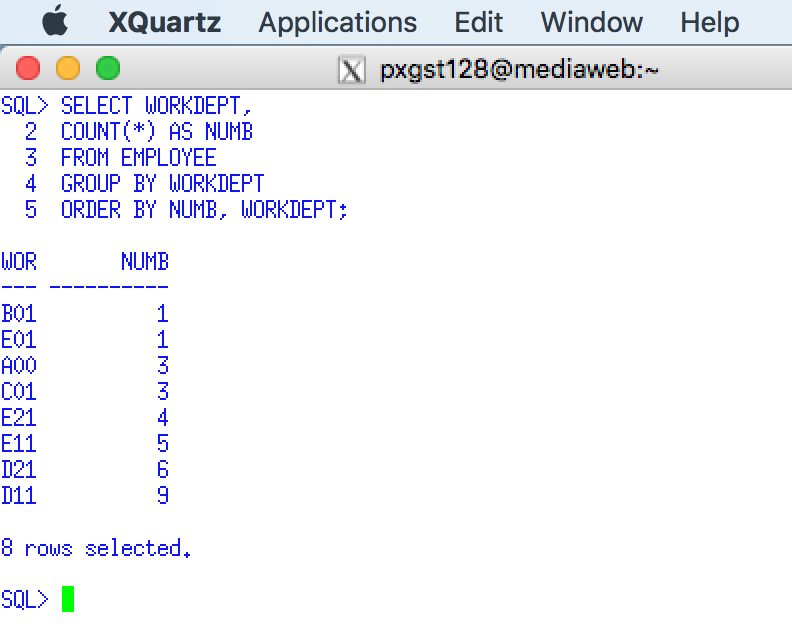 XQuartz Applications Edit Window Help
X pxgst128@mediaweb:~
SQL> SELECT WORKDEPT,
  2  COUNT(*) AS NUMB
  3  FROM EMPLOYEE
  4  GROUP BY WORKDEPT
  5  ORDER BY NUMB, WORKDEPT;
WOR       NUMB
--- ----------
B01          1
E01          1
A00          3
C01          3
E21          4
E11          5
D21          6
D11          9
8 rows selected.
SQL>